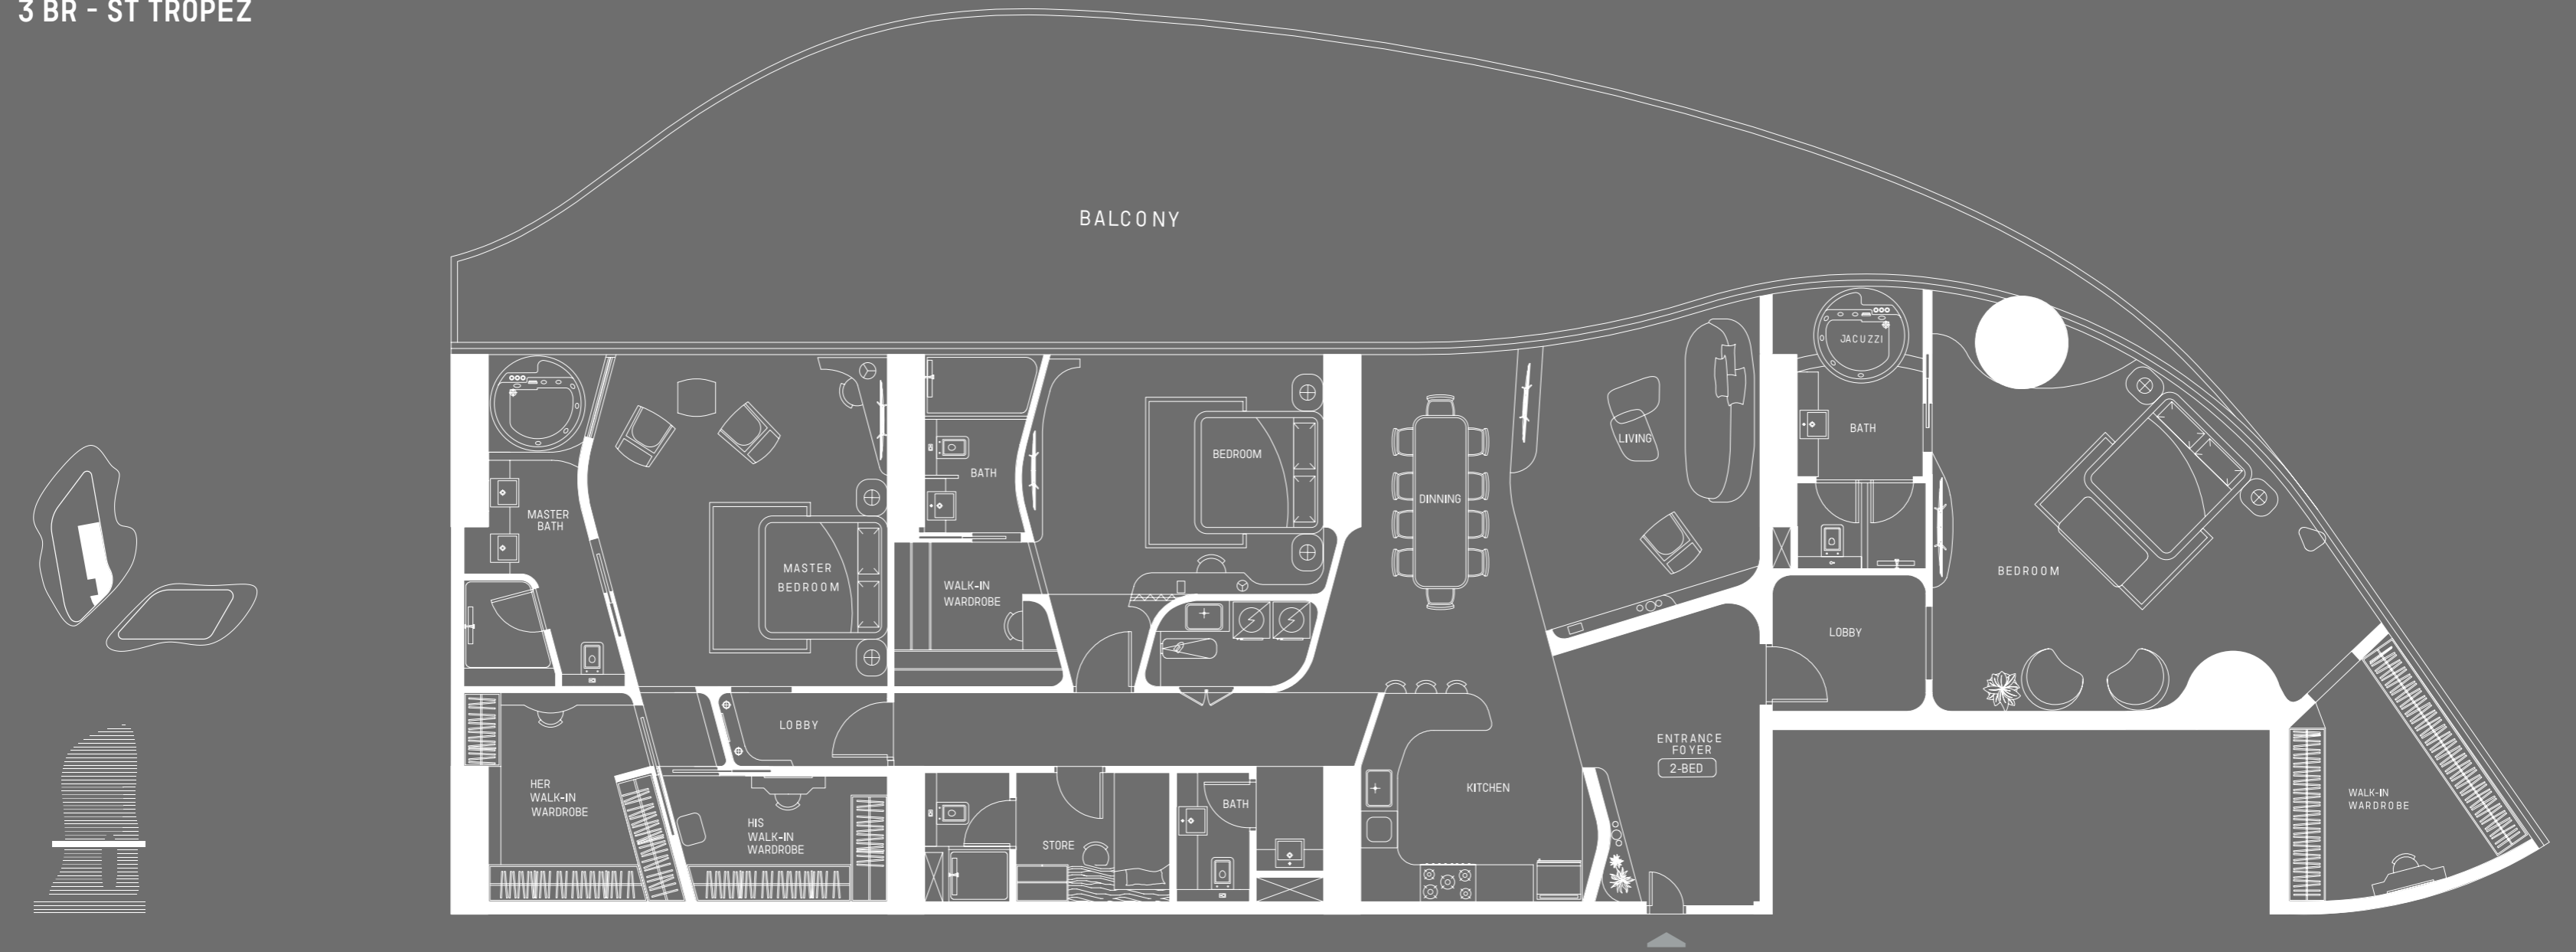 3 BR - ST TROPEZ
BALCONY
JACUZZI
BATH
LIVING
BEDROOM
DINNING
BATH
MASTER
BATH
MASTER
BEDROOM
WALK-IN
WARDROBE
BEDROOM
LOBBY
LOBBY
ENTRANCE
FOYER
2-BED
HER
WALK-IN
WARDROBE
HIS
WALK-IN
WARDROBE
STORE
BATH
KITCHEN
WALK-IN
WARDROBE